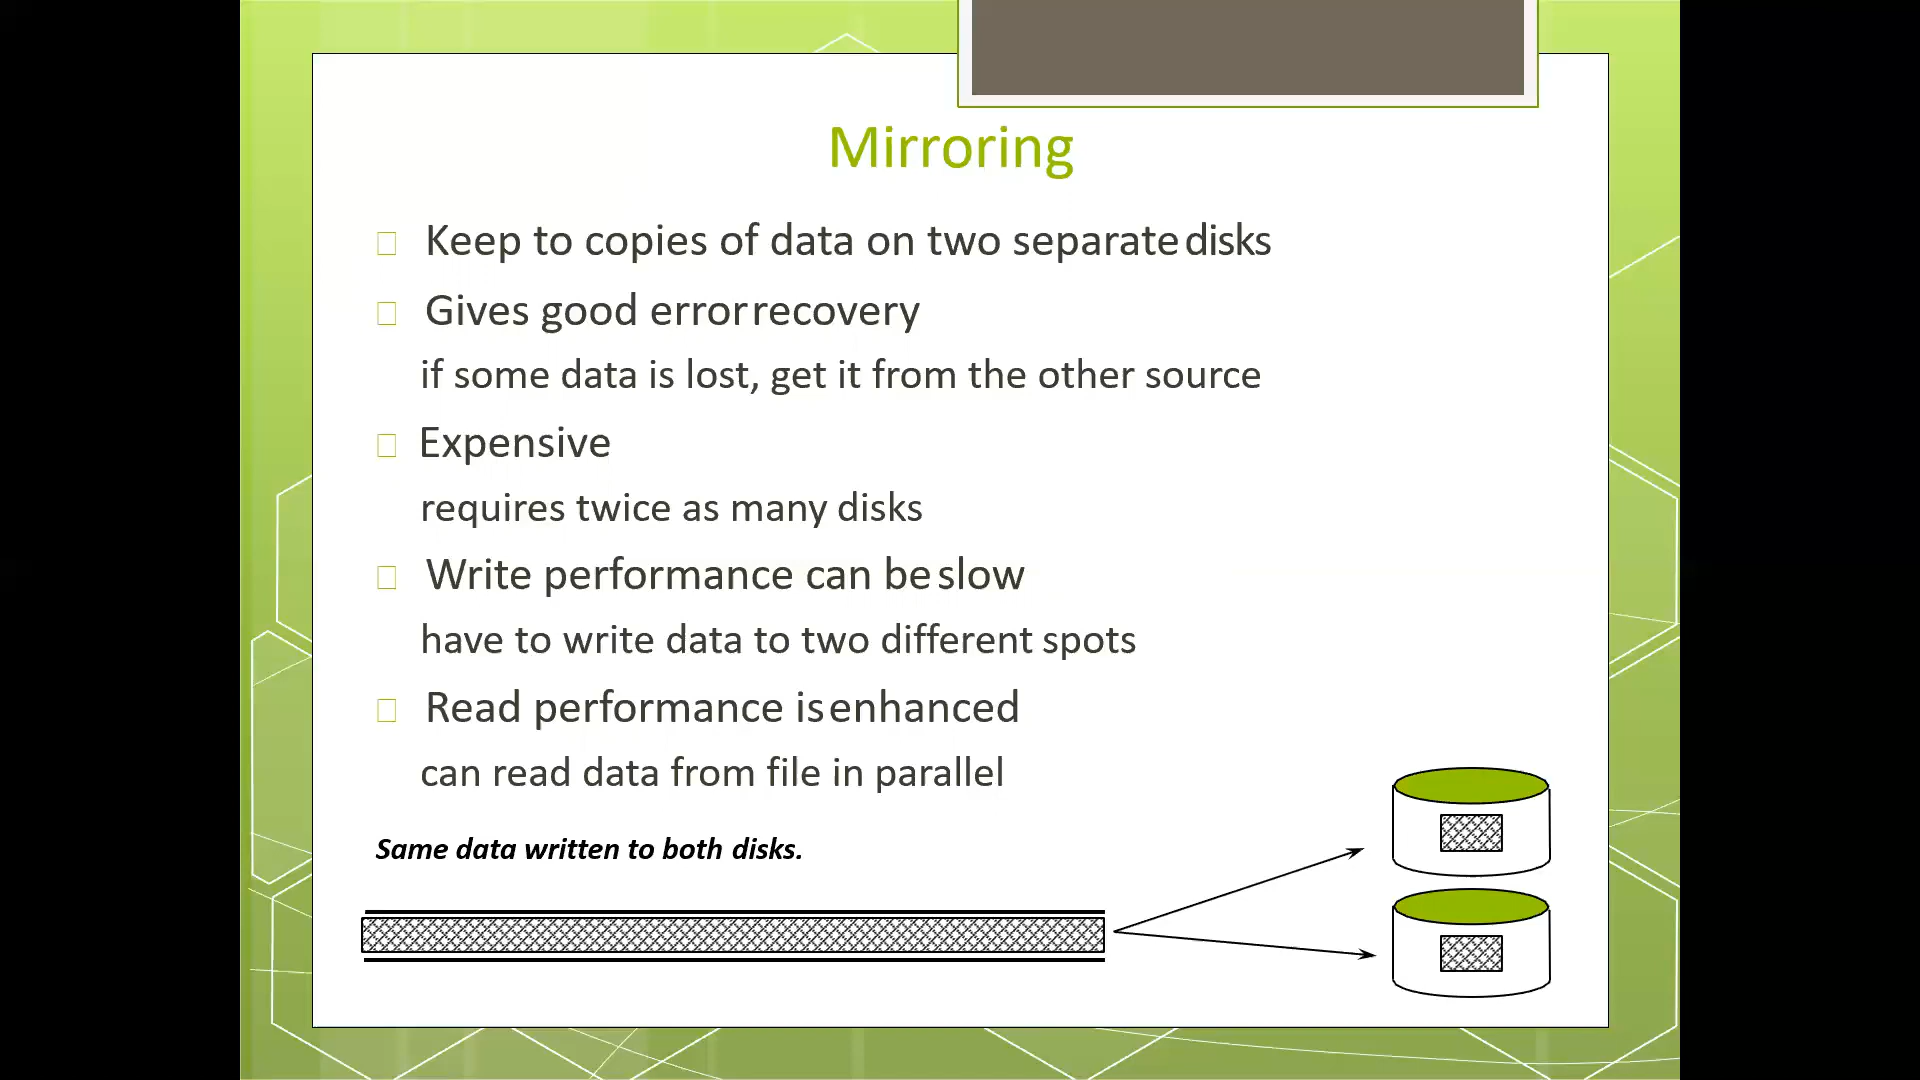 Mirroring
Keep to copies of data on two separate disks
Gives good error recovery
if some data is lost, get it from the other source
Expensive
requires twice as many disks
Write performance can be slow
have to write data to two different spots
Read performance is enhanced
can read data from file in parallel
Same data written to both disks.